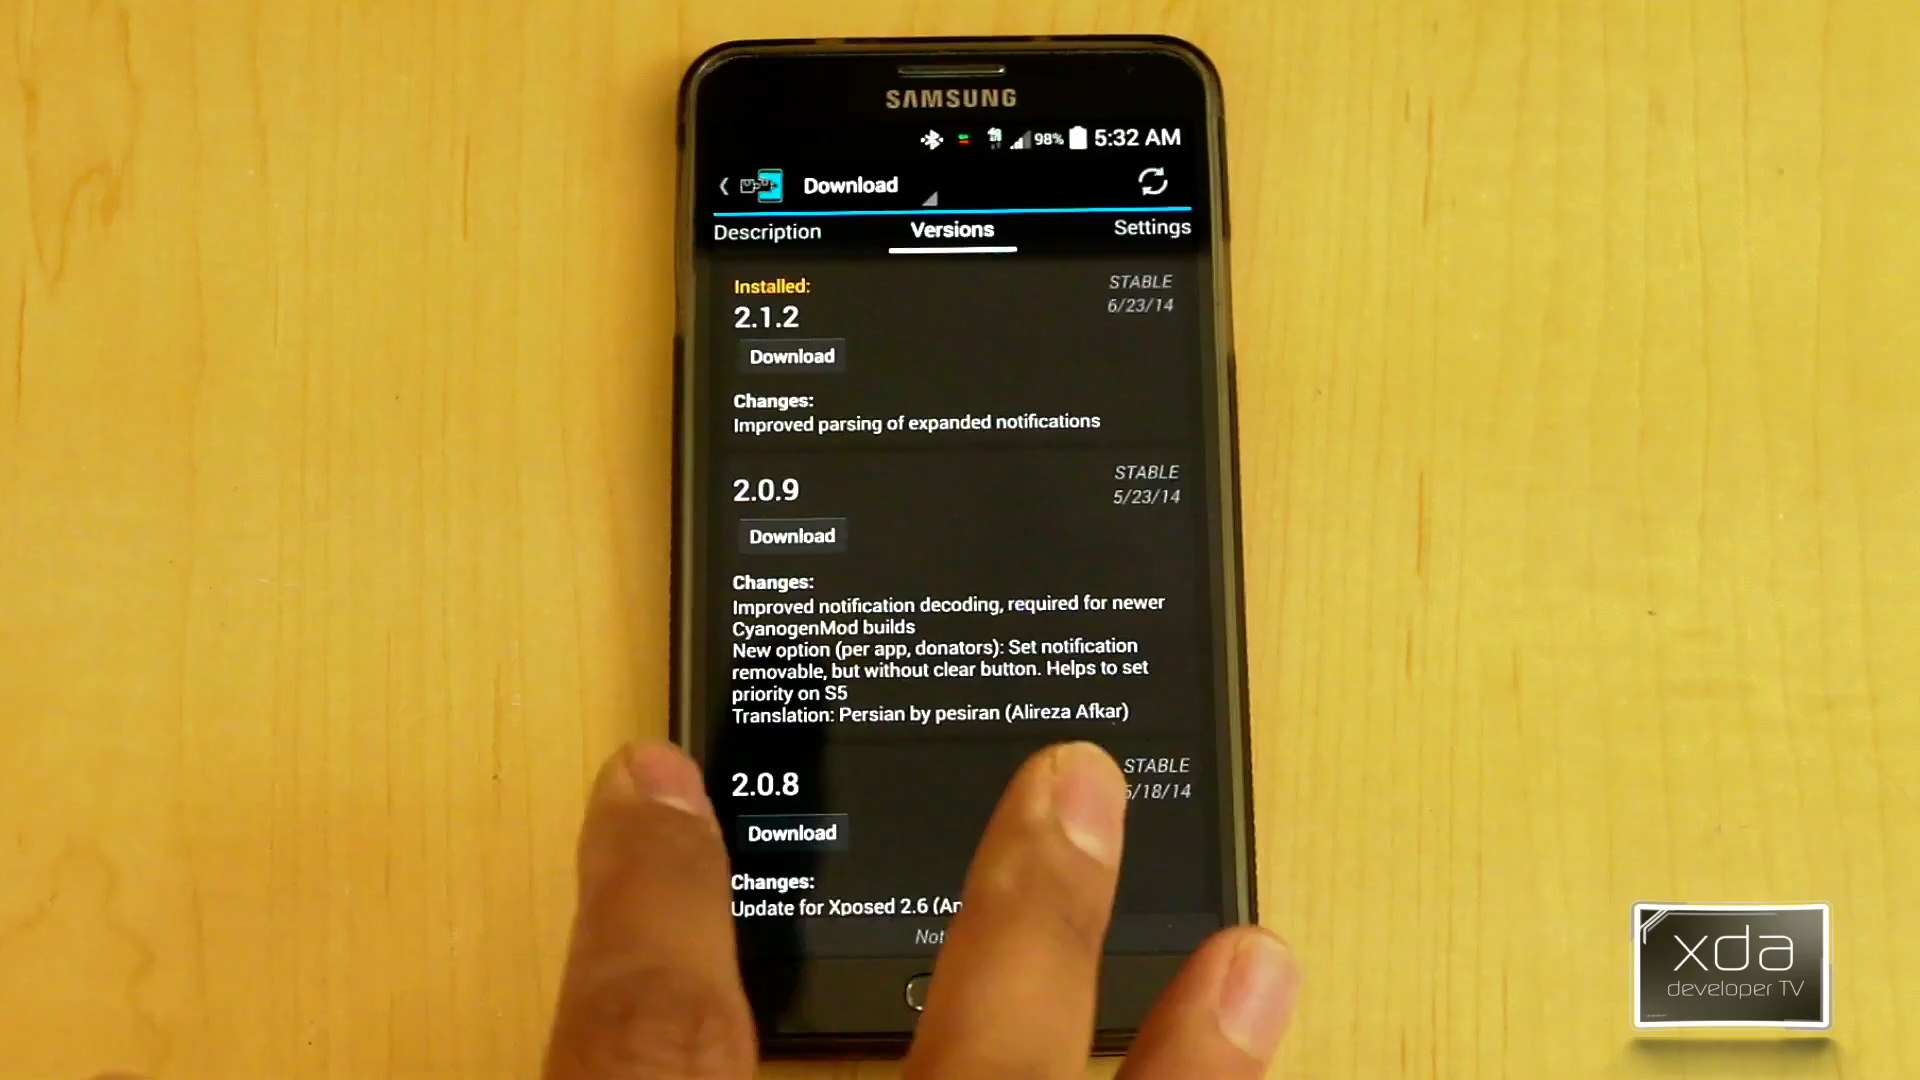 SAMSUNG
98% 5:32 AM
Download
Description Versions Settings
Installed: STABLE
2.1.2 6/23/14
Download
Changes:
Improved parsing of expanded notifications
2.0.9 STABLE
5/23/14
Download
Changes:
Improved notification decoding, required for newer
CyanogenMod builds
New option (per app, donators): Set notification
removable, but without clear button. Helps to set
priority on S5
Translation: Persian by pesiran (Alireza Afkar)
2.0.8 STABLE
/18/14
Download
Changes:
Update for Xposed 2.6
xda
developer TV